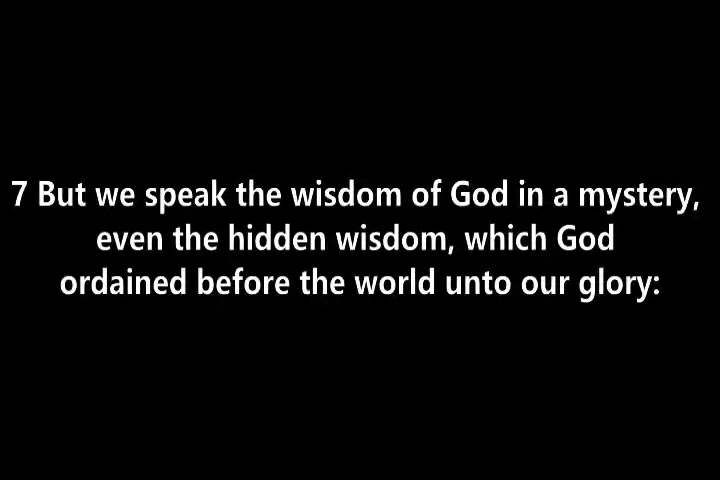 7 But we speak the wisdom of God in a mystery,
even the hidden wisdom, which God
ordained before the world unto our glory: